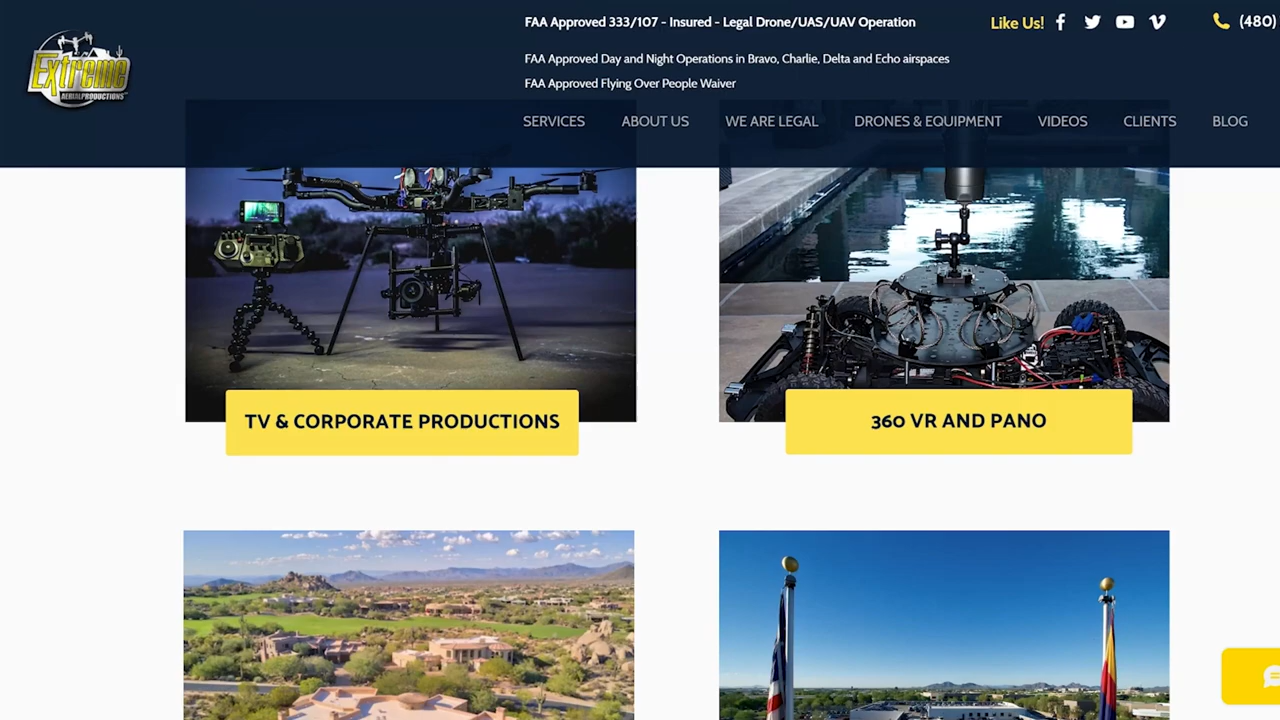 Extreme
AERIALPRODUCTIONS
FAA Approved 333/107 - Insured - Legal Drone/UAS/UAV Operation
Like Us!
(480)
FAA Approved Day and Night Operations in Bravo, Charlie, Delta and Echo airspaces
FAA Approved Flying Over People Waiver
SERVICES ABOUT US WE ARE LEGAL DRONES & EQUIPMENT VIDEOS CLIENTS BLOG
TV & CORPORATE PRODUCTIONS
360 VR AND PANO